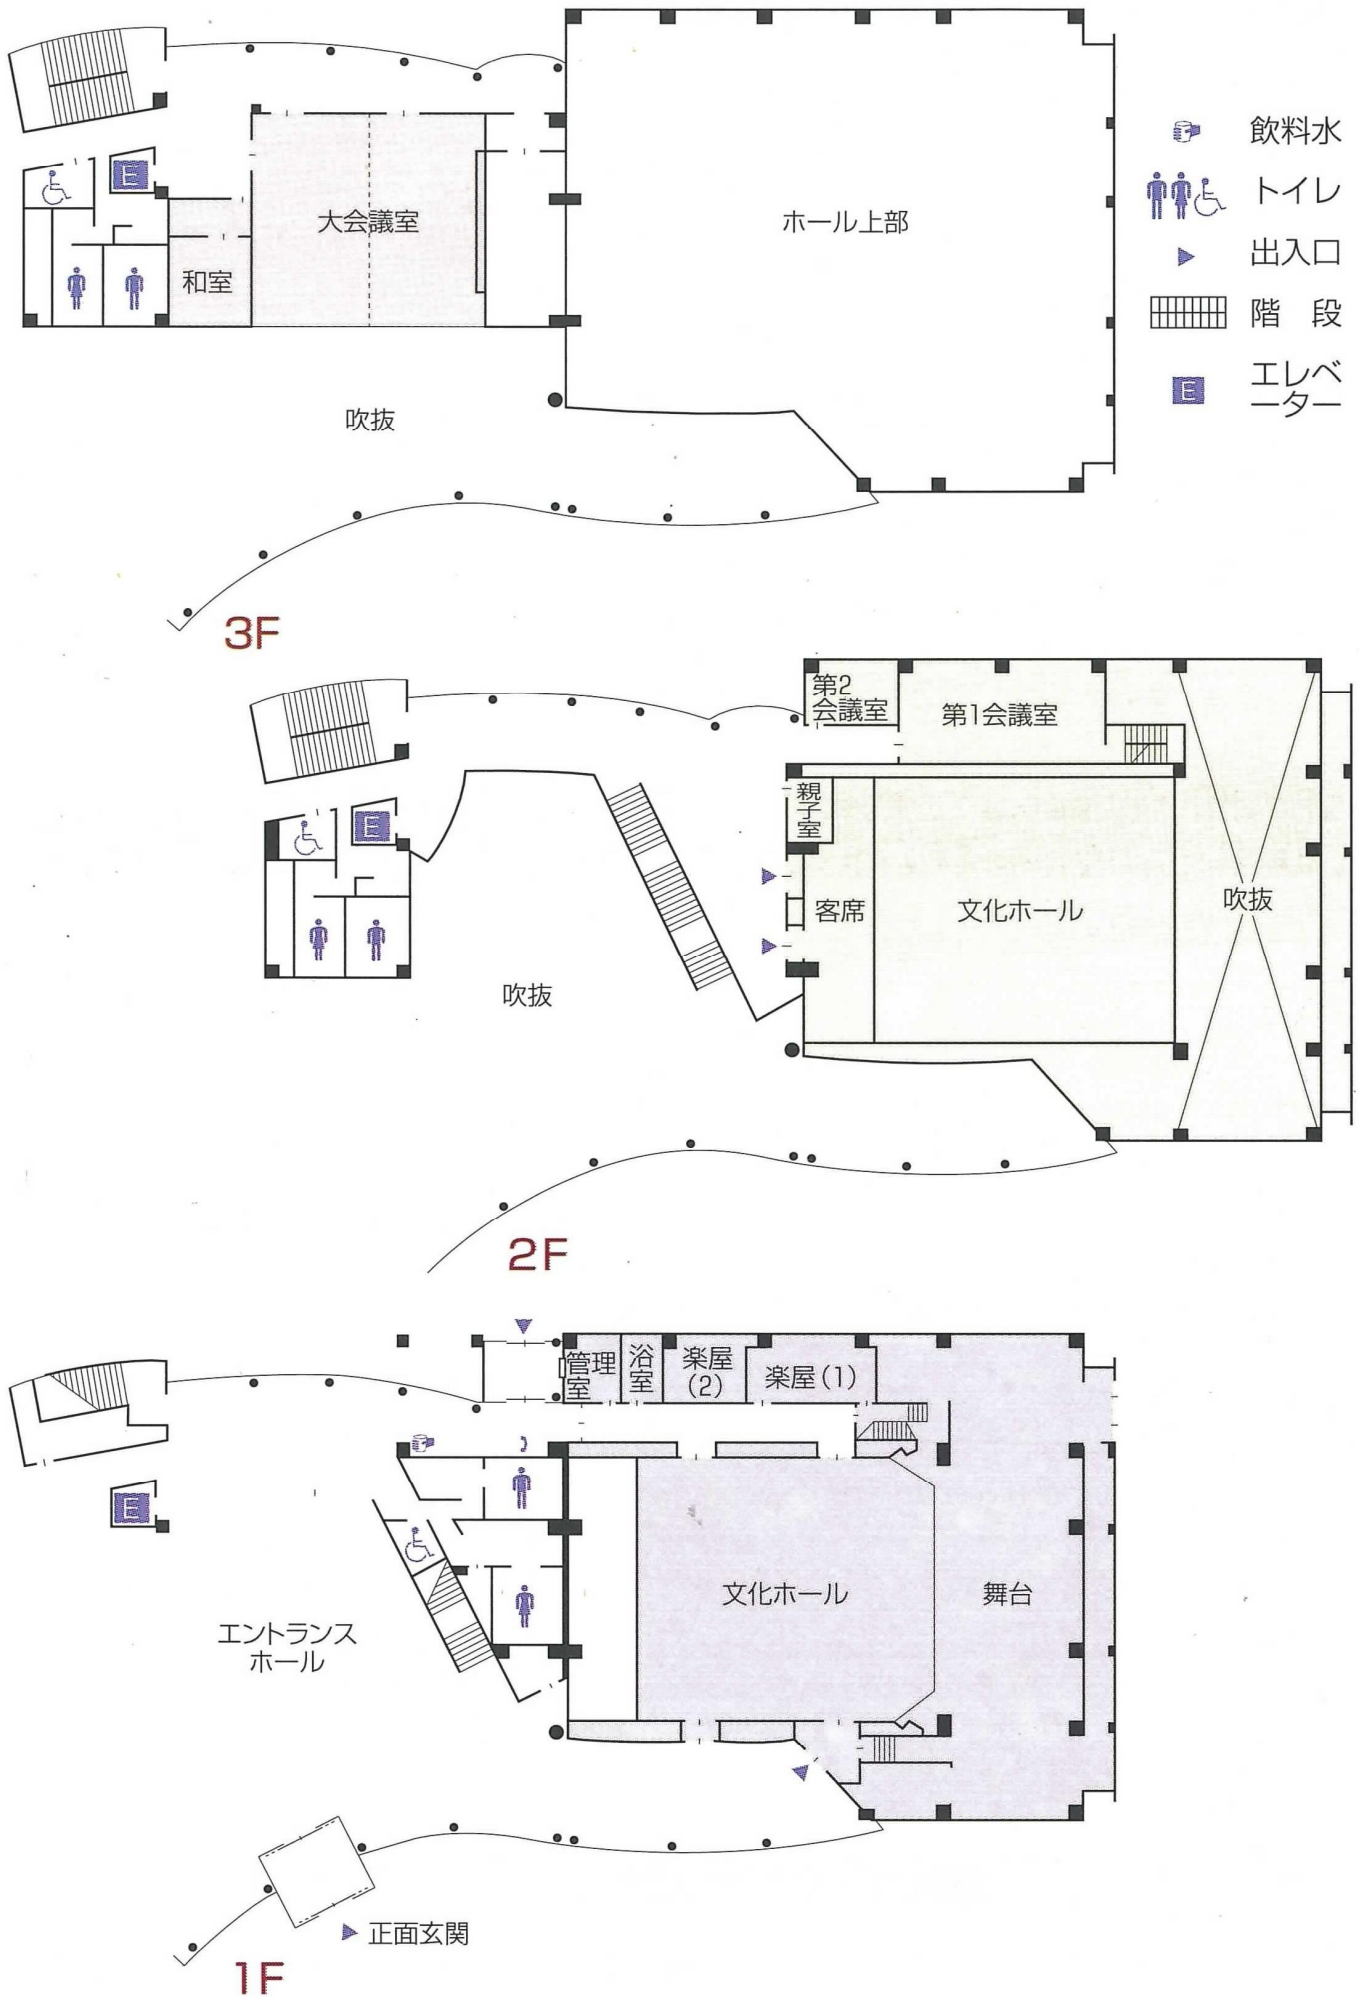 飲料水
トイレ
出入口
階 段
E
エレベ
ーター
E
大会議室
和室
ホール上部
吹抜
3F
第2
会議室
第1会議室
親子室
E
客席
文化ホール
吹抜
吹抜
2F
管理
室
浴室
楽屋
(2)
楽屋(1)
E
文化ホール
舞台
エントランス
ホール
正面玄関
1F